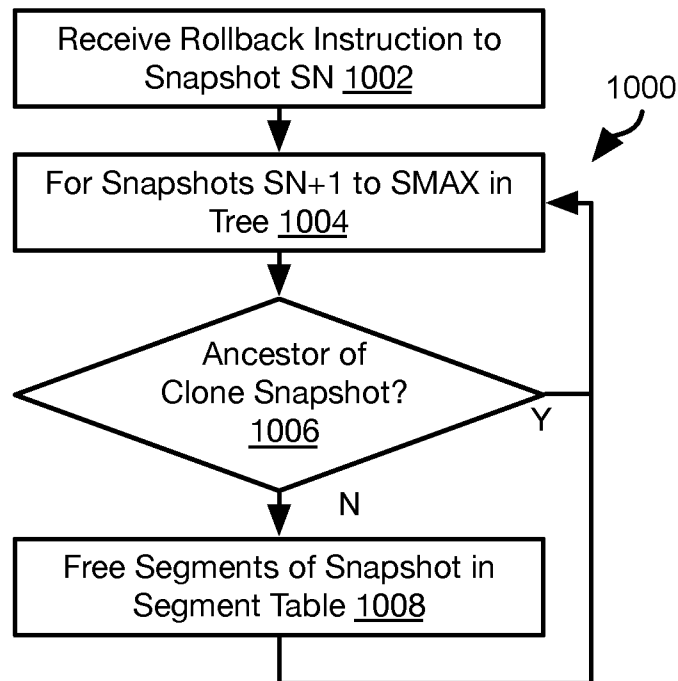 Receive Rollback Instruction to
Snapshot SN 1002
1000
For Snapshots SN+1 to SMAX in
Tree 1004
Ancestor of
Clone Snapshot?
1006
Y
N
Free Segments of Snapshot in
Segment Table 1008